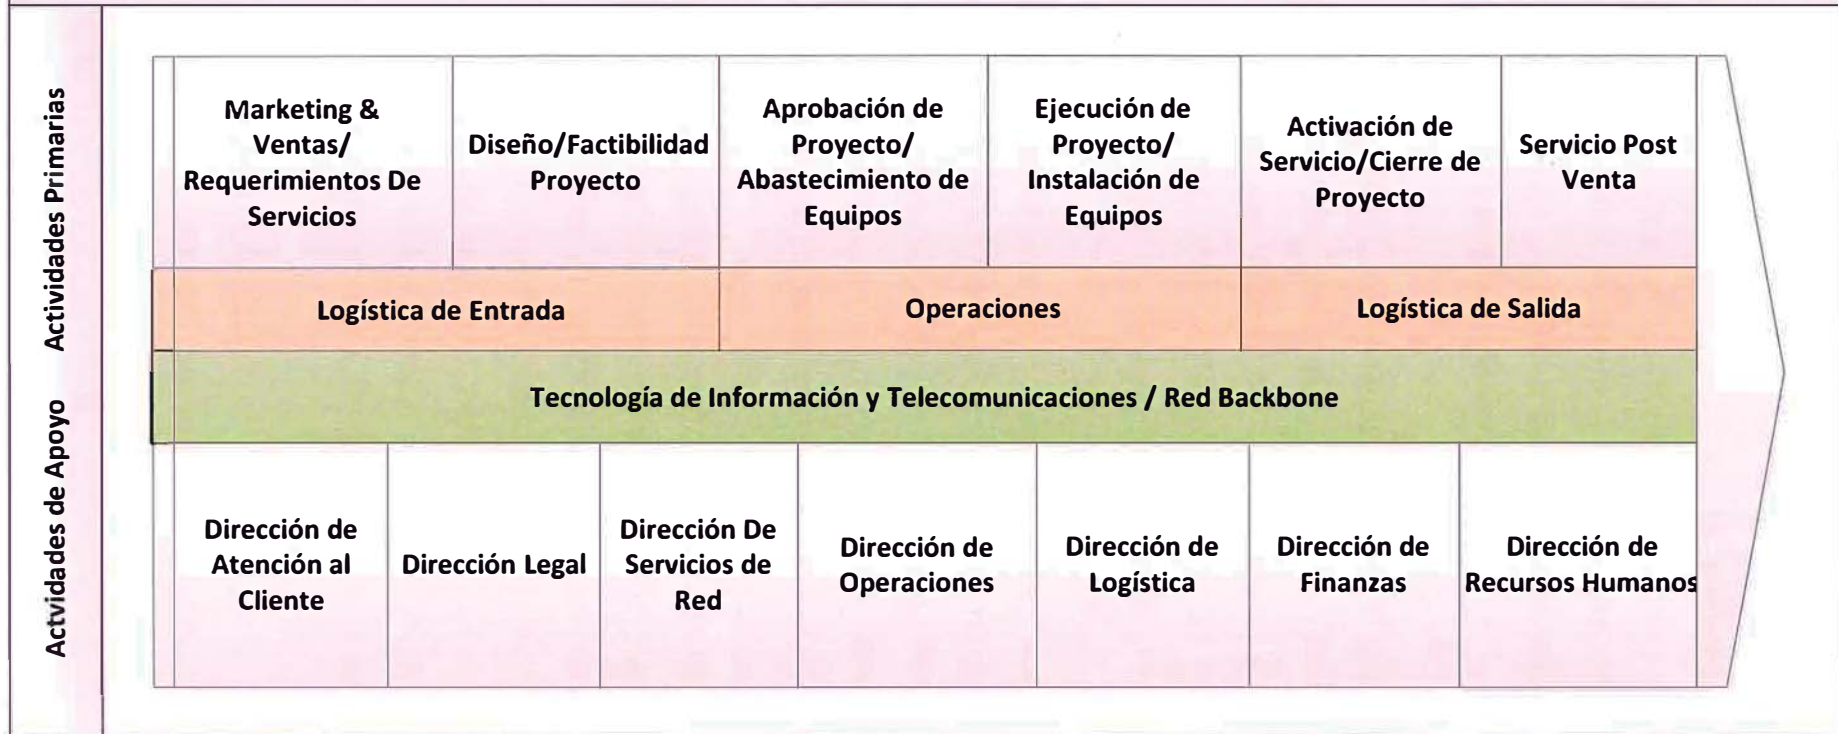 Actividades Primarias
Marketing &
Ventas/
Requerimientos De
Servicios
Diseño/Factibilidad
Proyecto
Aprobación de
Proyecto/
Abastecimiento de
Equipos
Ejecución de
Proyecto/
Instalación de
Equipos
Activación de
Servicio/Cierre de
Proyecto
Servicio Post
Venta
Logística de Entrada
Operaciones
Logística de Salida
Tecnología de Información y Telecomunicaciones / Red Backbone
Actvidades de Apoyo
Dirección de
Atención al
Cliente
Dirección Legal
Dirección De
Servicios de
Red
Dirección de
Operaciones
Dirección de
Logística
Dirección de
Finanzas
Dirección de
Recursos Humanos